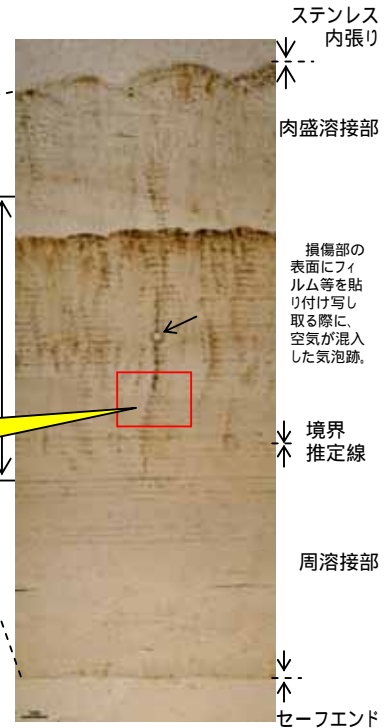 ステンレス
内張り
肉盛溶接部
損傷部の
表面にフィ
ルム等を貼
り付け写し
取る際に、
空気が混入
した気泡跡。
境界
推定線
周溶接部
セーフエンド